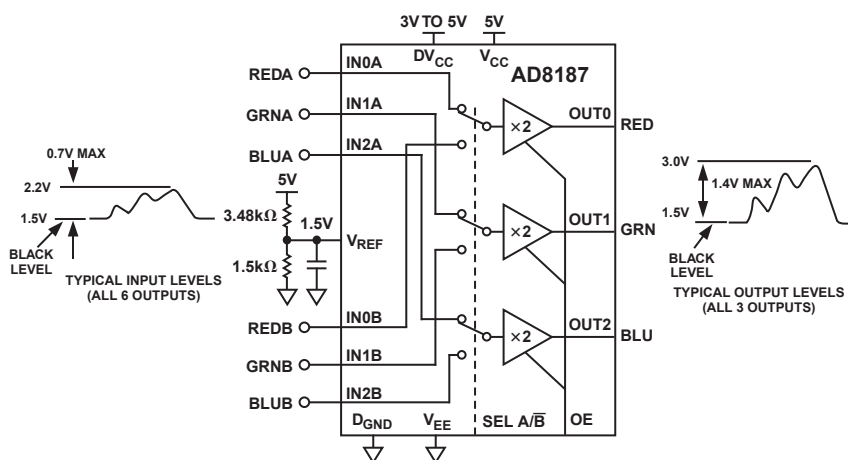 3V TO 5V
5V
DVCC
VCC
AD8187
REDA
IN0A
GRNA
IN1A
BLUA
IN2A
×2
OUT0
RED
0.7V MAX
2.2V
1.5V
BLACK
LEVEL
TYPICAL INPUT LEVELS
(ALL 6 OUTPUTS)
5V
3.48kΩ
1.5V
1.5kΩ
VREF
×2
OUT1
GRN
3.0V
1.4V MAX
1.5V
BLACK
LEVEL
TYPICAL OUTPUT LEVELS
(ALL 3 OUTPUTS)
REDB
IN0B
GRNB
IN1B
BLUB
IN2B
×2
OUT2
BLU
DGND
VEE
SEL A/B̅
OE